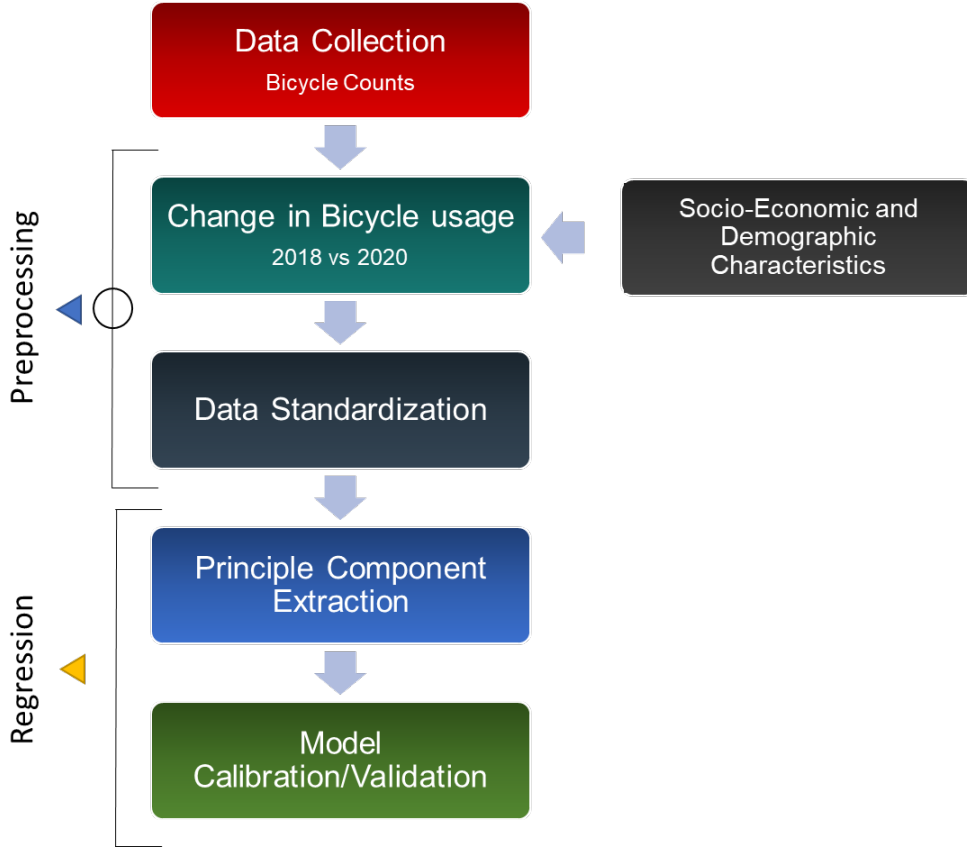 Data Collection
Bicycle Counts
Change in Bicycle usage
2018 vs 2020
Socio-Economic and
Demographic
Characteristics
Preprocessing
Data Standardization
Principle Component
Extraction
Regression
Model
Calibration/Validation